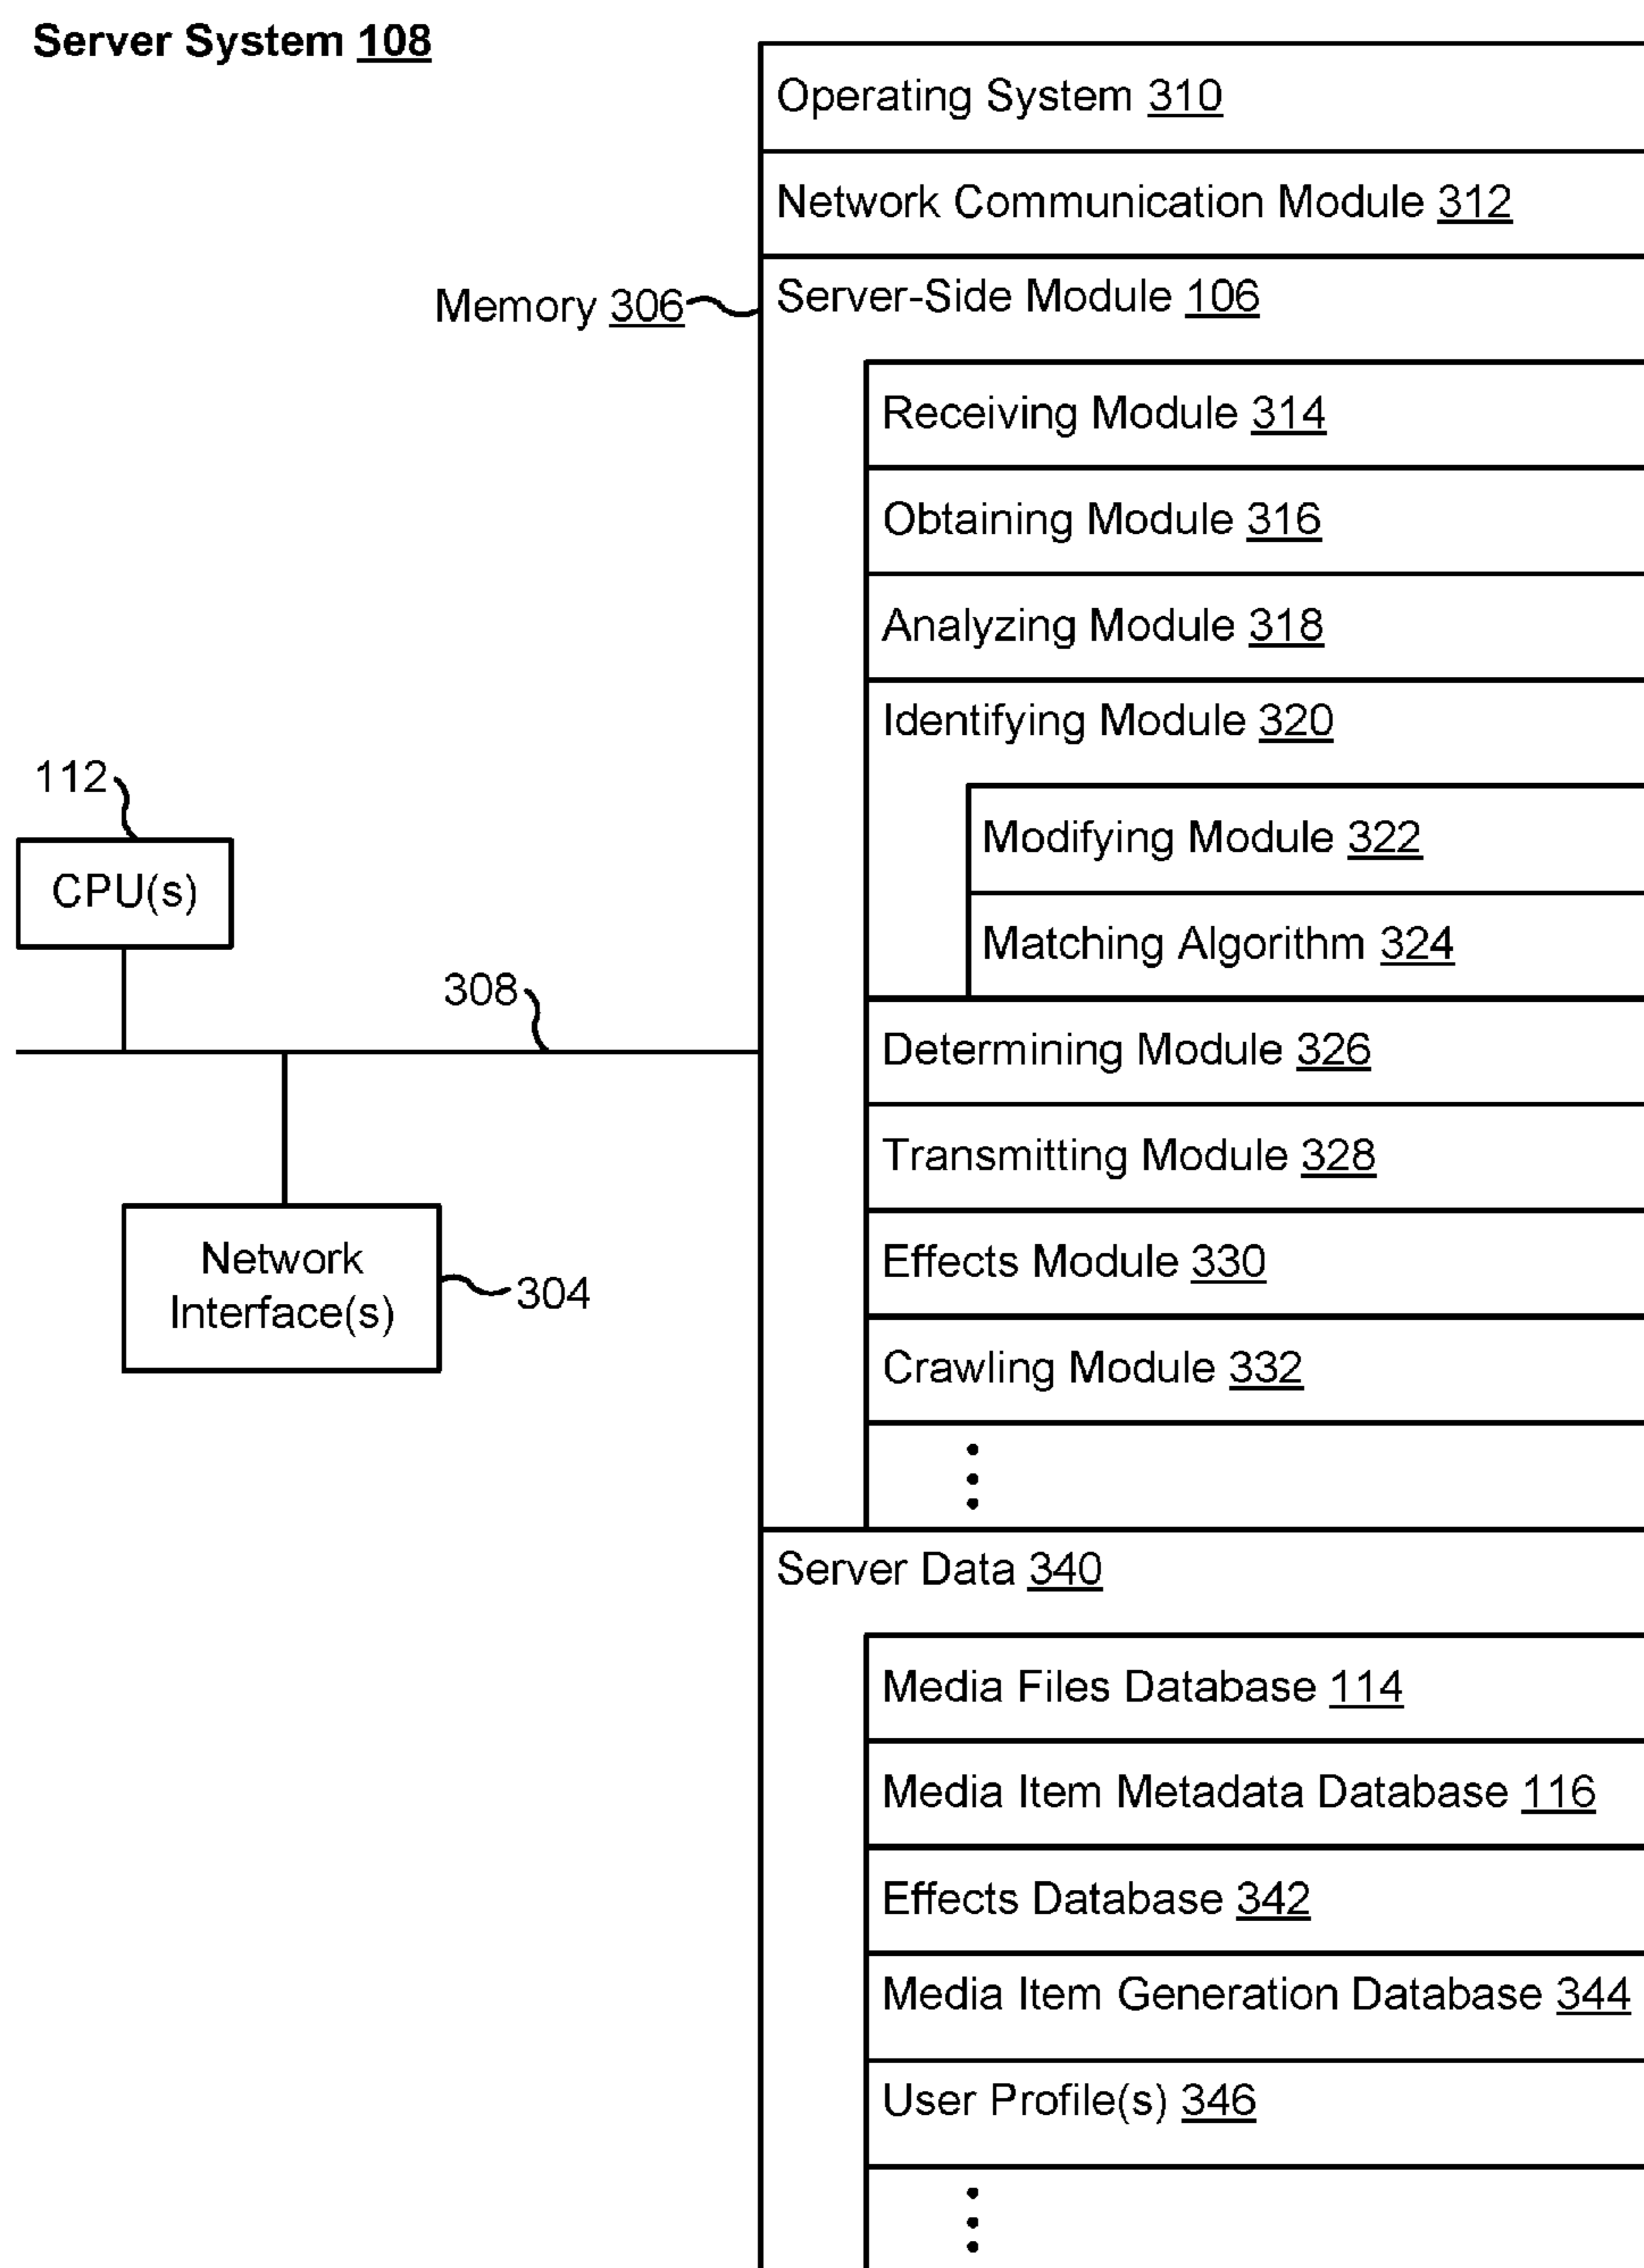 Server System 108
Operating System 310
Network Communication Module 312
Memory 306
Server-Side Module 106
Receiving Module 314
Obtaining Module 316
Analyzing Module 318
Identifying Module 320
Modifying Module 322
Matching Algorithm 324
112
CPU(s)
308
Determining Module 326
Transmitting Module 328
Network
Interface(s)
304
Effects Module 330
Crawling Module 332
Server Data 340
Media Files Database 114
Media Item Metadata Database 116
Effects Database 342
Media Item Generation Database 344
User Profile(s) 346